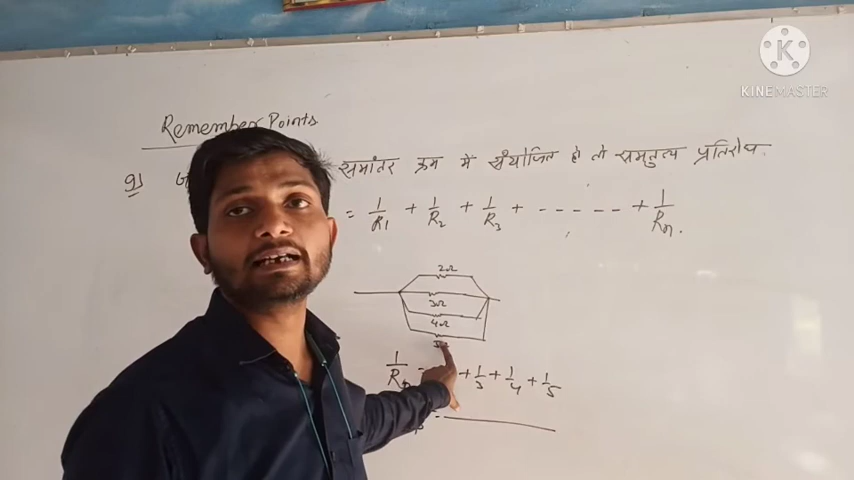 KINEMASTER
Remember Points
9) समांतर क्रम में संयोजित हो तो समतुल्य प्रतिरोध
= 1/R1 + 1/R2 + 1/R3 + ------ + 1/Rn.
2Ω
3Ω
4Ω
5Ω
1/Rp = + 1/3 + 1/4 + 1/5
=